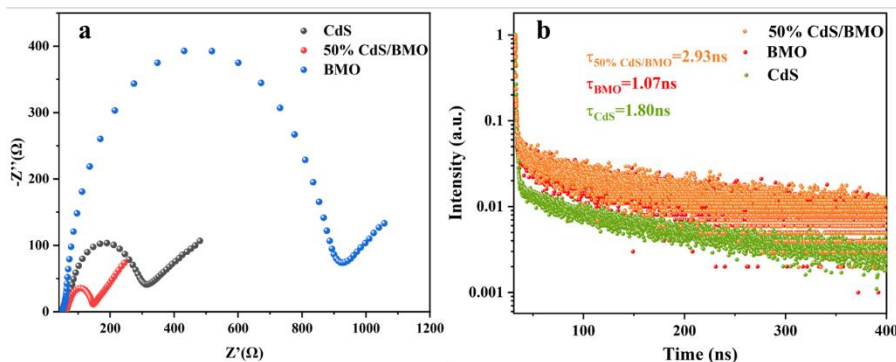 a
CdS
50% CdS/BMO
BMO
-Z''(Ω)
400
300
200
100
0
200
400
600
800
1000
1200
Z'(Ω)
b
50% CdS/BMO
BMO
CdS
τ50% CdS/BMO=2.93ns
τBMO=1.07ns
τCdS=1.80ns
Intensity (a.u.)
1
0.1
0.01
0.001
100
200
300
400
Time (ns)